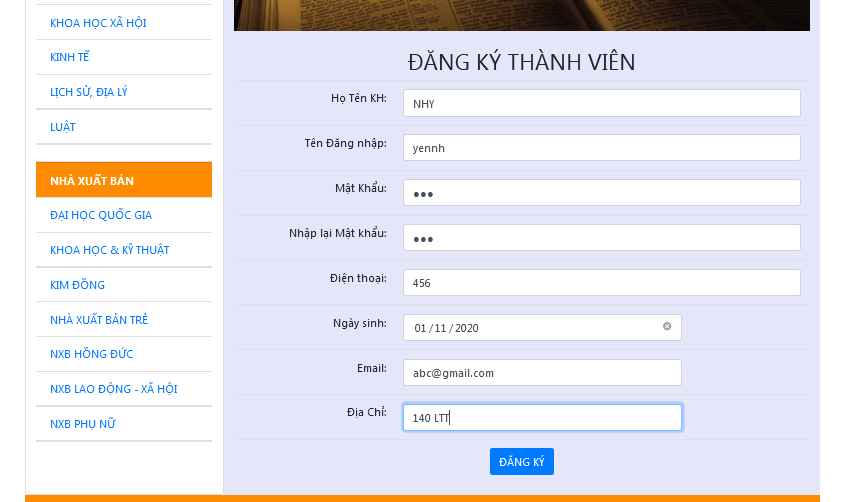 KHOA HỌC XÃ HỘI
KINH TẾ
LỊCH SỬ, ĐỊA LÝ
LUẬT
NHÀ XUẤT BẢN
ĐẠI HỌC QUỐC GIA
KHOA HỌC & KỸ THUẬT
KIM ĐỒNG
NHÀ XUẤT BẢN TRẺ
NXB HỒNG ĐỨC
NXB LAO ĐỘNG - XÃ HỘI
NXB PHỤ NỮ
ĐĂNG KÝ THÀNH VIÊN
Họ Tên KH: NHY
Tên Đăng nhập: yennh
Mật Khẩu: ●●●
Nhập lại Mật khẩu: ●●●
Điện thoại: 456
Ngày sinh: 01/11/2020
Email: abc@gmail.com
Địa Chỉ: 140 LTT
ĐĂNG KÝ